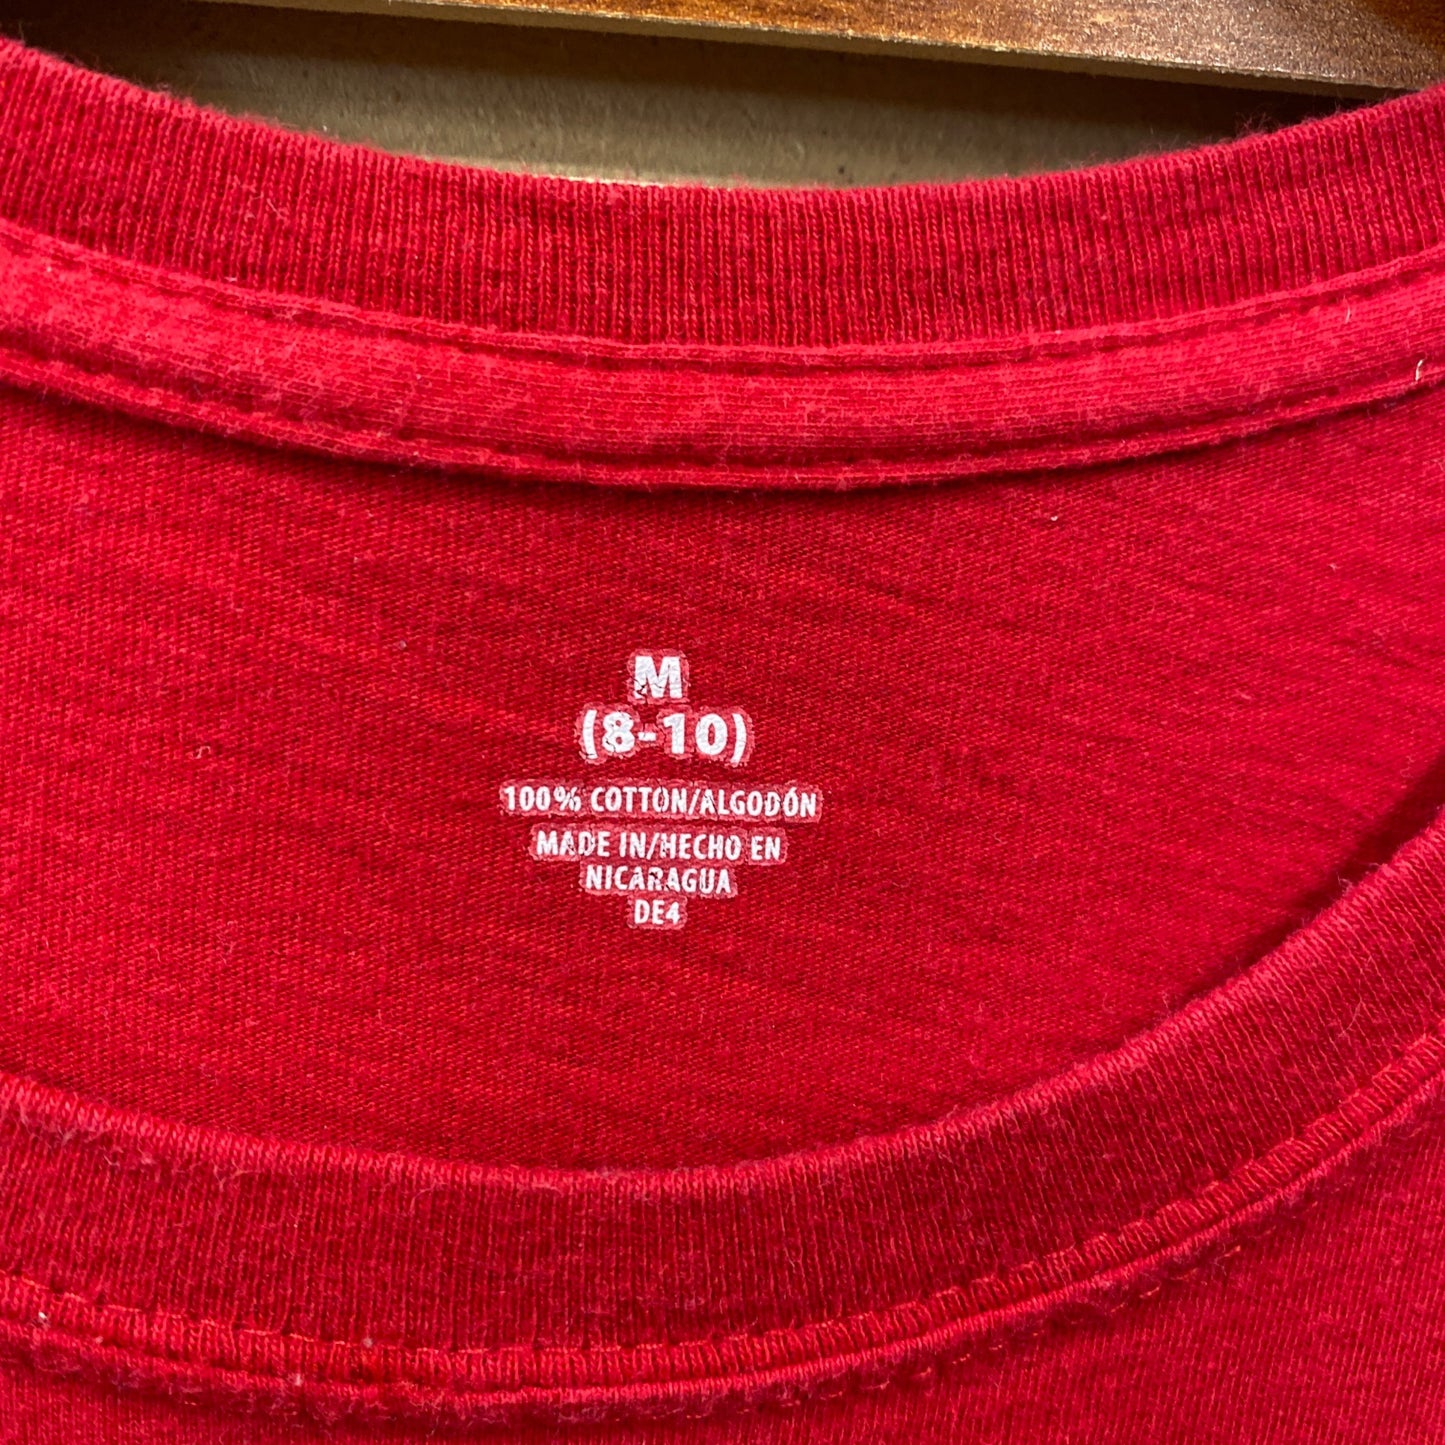 M
(8-10)
100% COTTON/ALGODÓN
MADE IN/HECHO EN
NICARAGUA
DE4